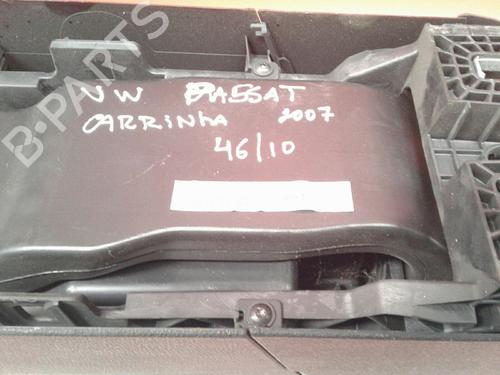 B-PARTS
VW PASSAT
CARRINHA 2007
46/10